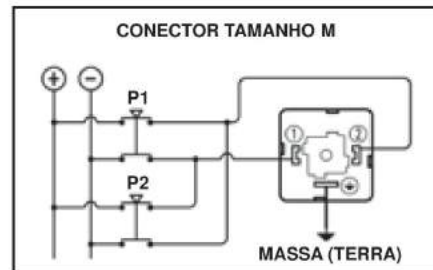 CONECTOR TAMANHO M
+ −
P1
1 2
P2
MASSA (TERRA)